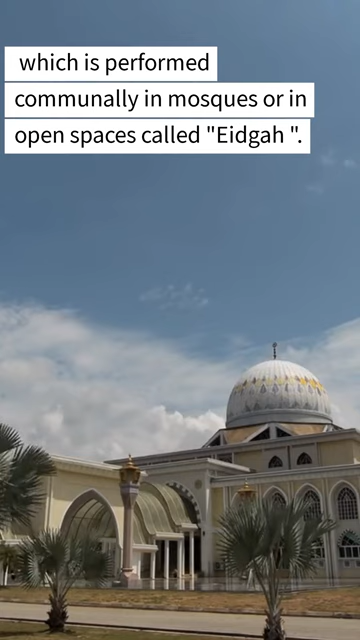 which is performed
communally in mosques or in
open spaces called "Eidgah ".